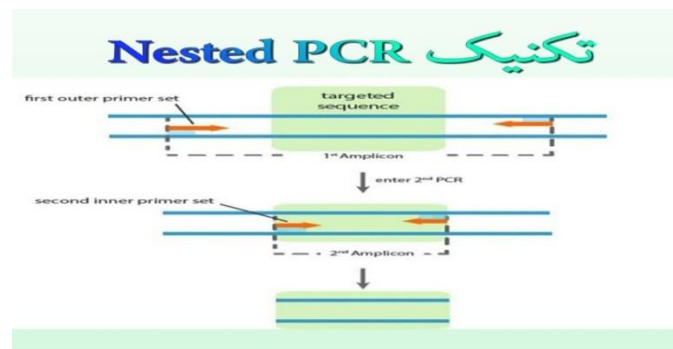 تکنیک Nested PCR
first outer primer set
targeted
sequence
1st Amplicon
enter 2nd PCR
second inner primer set
2nd Amplicon